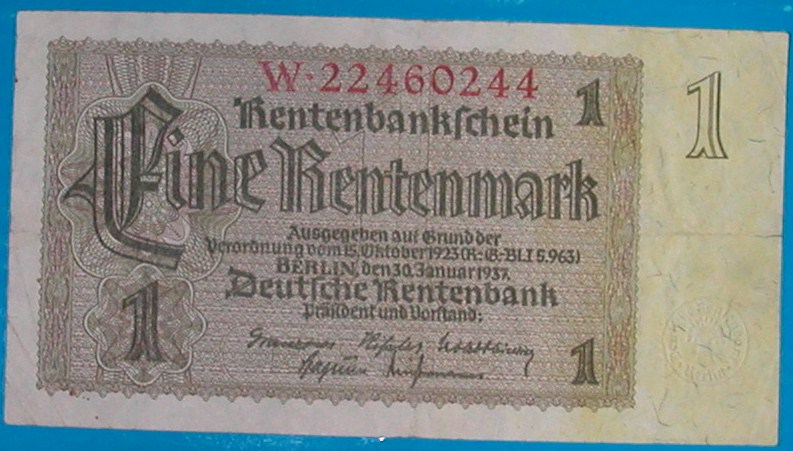 W·22460244
Rentenbankſchein 1
1
Eine Rentenmark
Ausgegeben auf Grund der
Verordnung vom 15. Oktober 1923 (R.-G.-BL I S.963)
BERLIN, den 30. Januar 1937.
Deutſche Rentenbank
Präſident und Vorſtand:
1
1